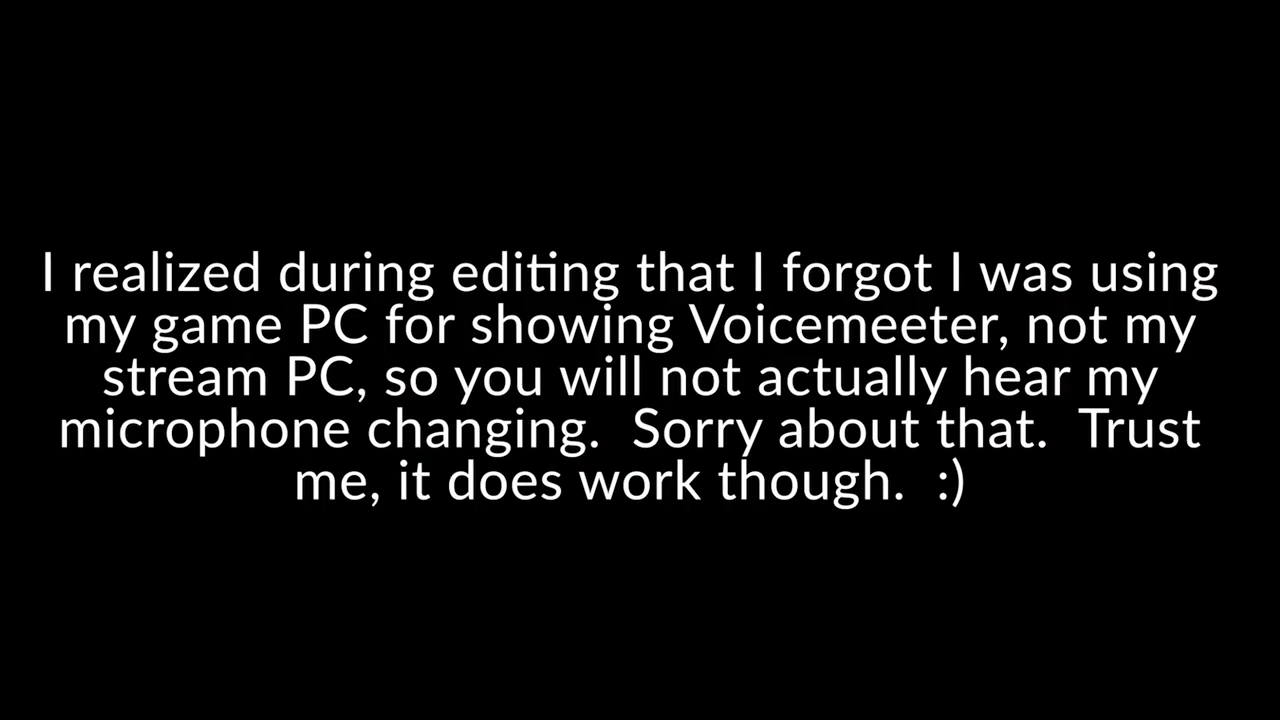 I realized during editing that I forgot I was using
my game PC for showing Voicemeeter, not my
stream PC, so you will not actually hear my
microphone changing.  Sorry about that.  Trust
me, it does work though.  :)